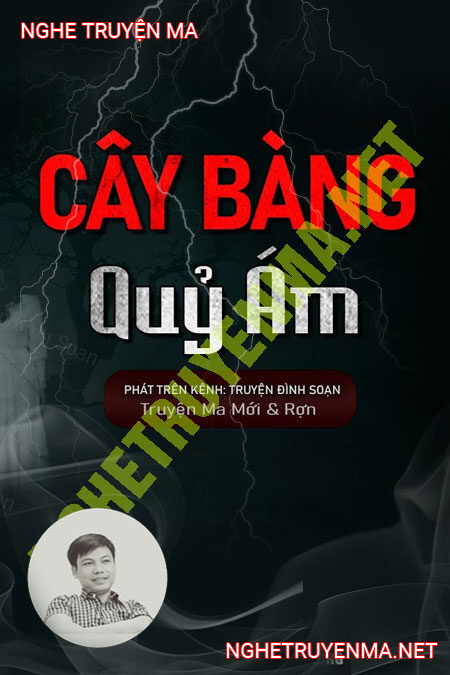 NGHE TRUYỆN MA
CÂY BÀNG
Quỷ Ám
PHÁT TRÊN KÊNH: TRUYỆN ĐÌNH SOẠN
Truyện Ma Mới & Rợn
NGHETRUYENMA.NET
NGHETRUYENMA.NET